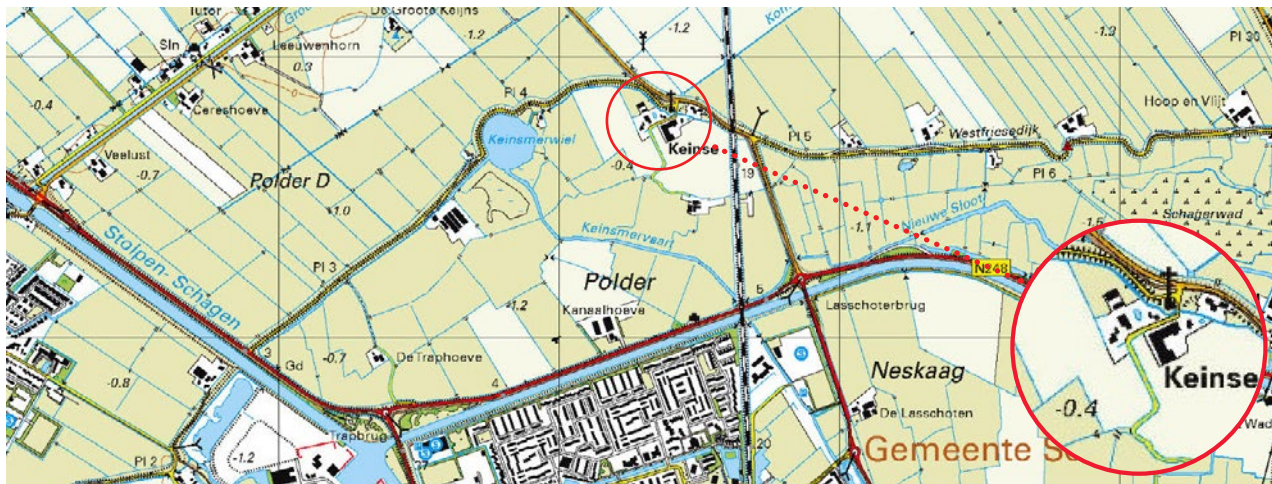 Tutor
De Groote Keijns
-1.2
-1.2
-1.3
Pl 30
Sln
Leeuwenhorn
0.3
Pl 4
Hoop en Vlijt
-0.4
Cereshoeve
Keinsmerwiel
Keinse
Pl 5
Westfriesedijk
Veelust
-0.7
Polder D
-0.4
19
Pl 6
1.0
Nieuwe Sloot
Schagerwad
Stolpen-Schagen
Keinsmervaart
-1.1
-1.5
Pl 3
Polder
N248
5
Lasschoterbrug
-1.2
Kanaalhoeve
3
-0.7
De Traphoeve
Gd
-0.8
4
Neskaag
Keinse
-0.4
De Lasschoten
Wad
Trapbrug
Gemeente S
Pl 2
-1.2
20